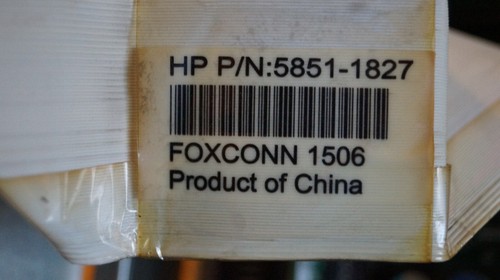 HP P/N:5851-1827
FOXCONN 1506
Product of China